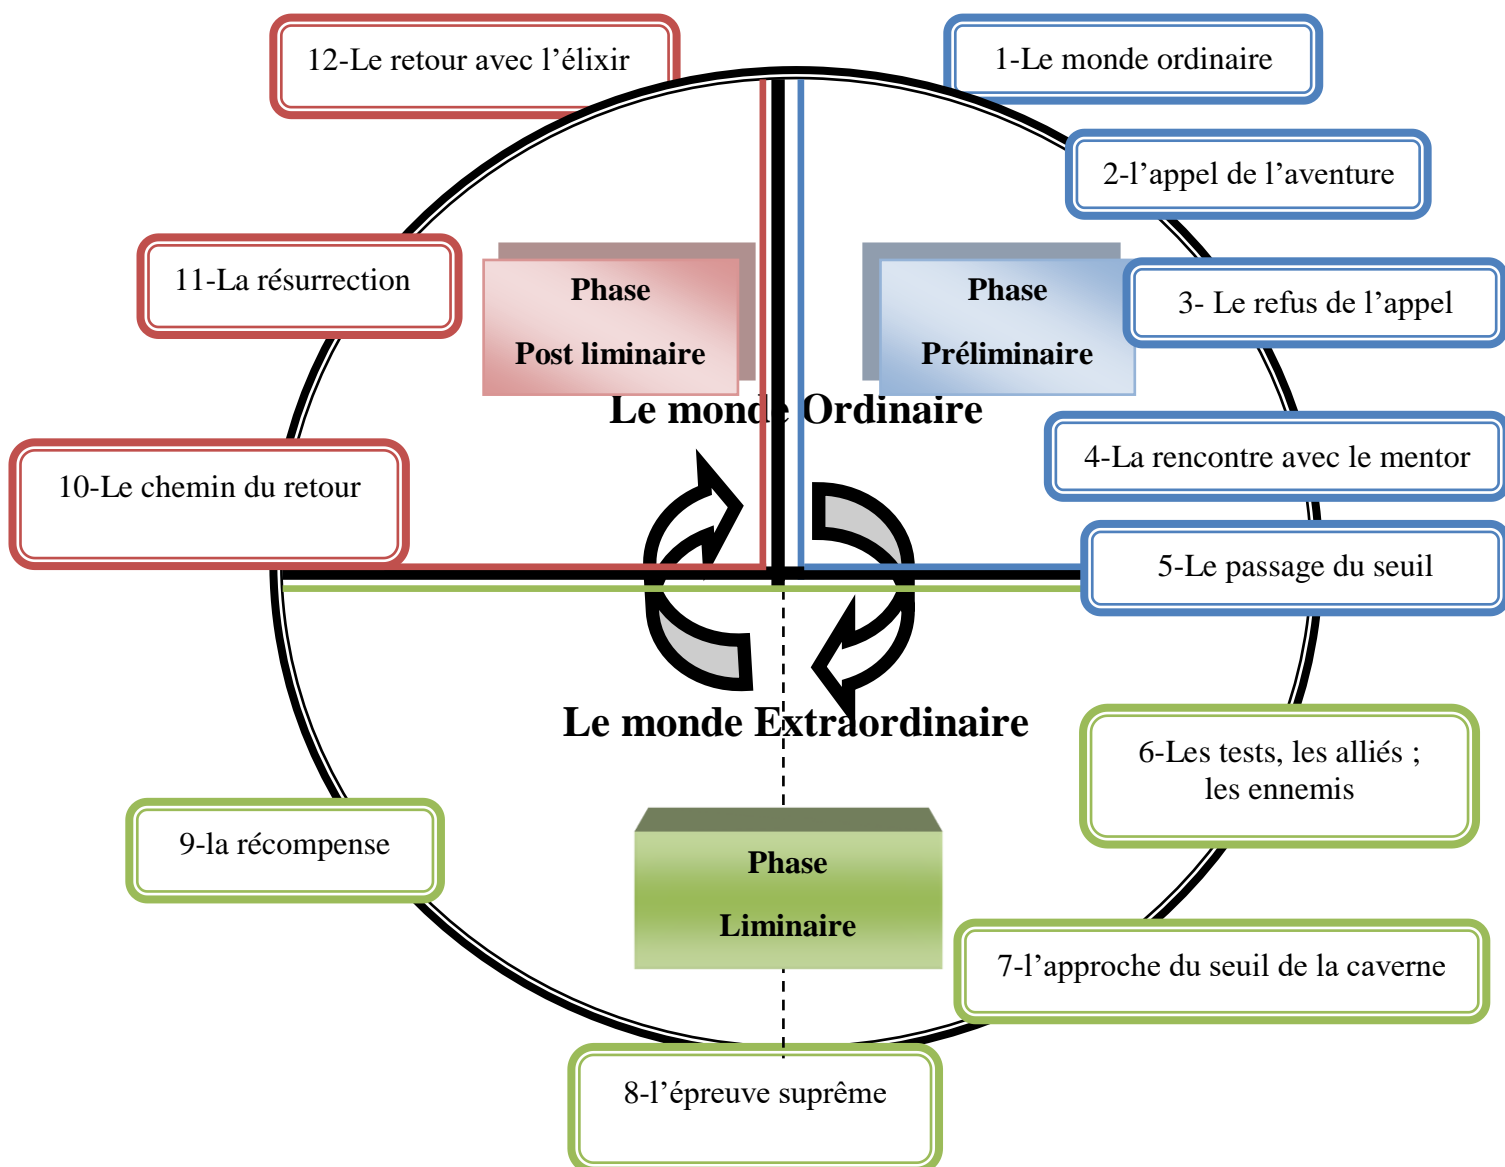 12-Le retour avec l’élixir
1-Le monde ordinaire
2-l’appel de l’aventure
11-La résurrection
Phase
Post liminaire
Phase
Préliminaire
3- Le refus de l’appel
Le monde Ordinaire
4-La rencontre avec le mentor
10-Le chemin du retour
5-Le passage du seuil
Le monde Extraordinaire
6-Les tests, les alliés ;
les ennemis
9-la récompense
Phase
Liminaire
7-l’approche du seuil de la caverne
8-l’épreuve suprême